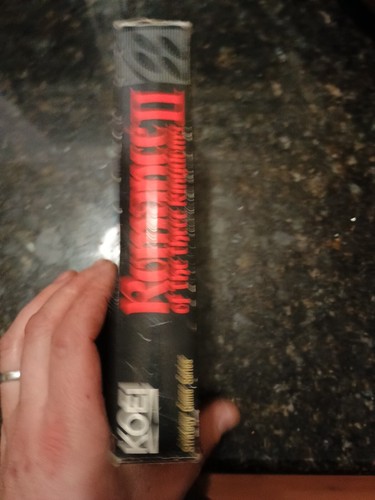 Romance II
of the Three Kingdoms
KOEI